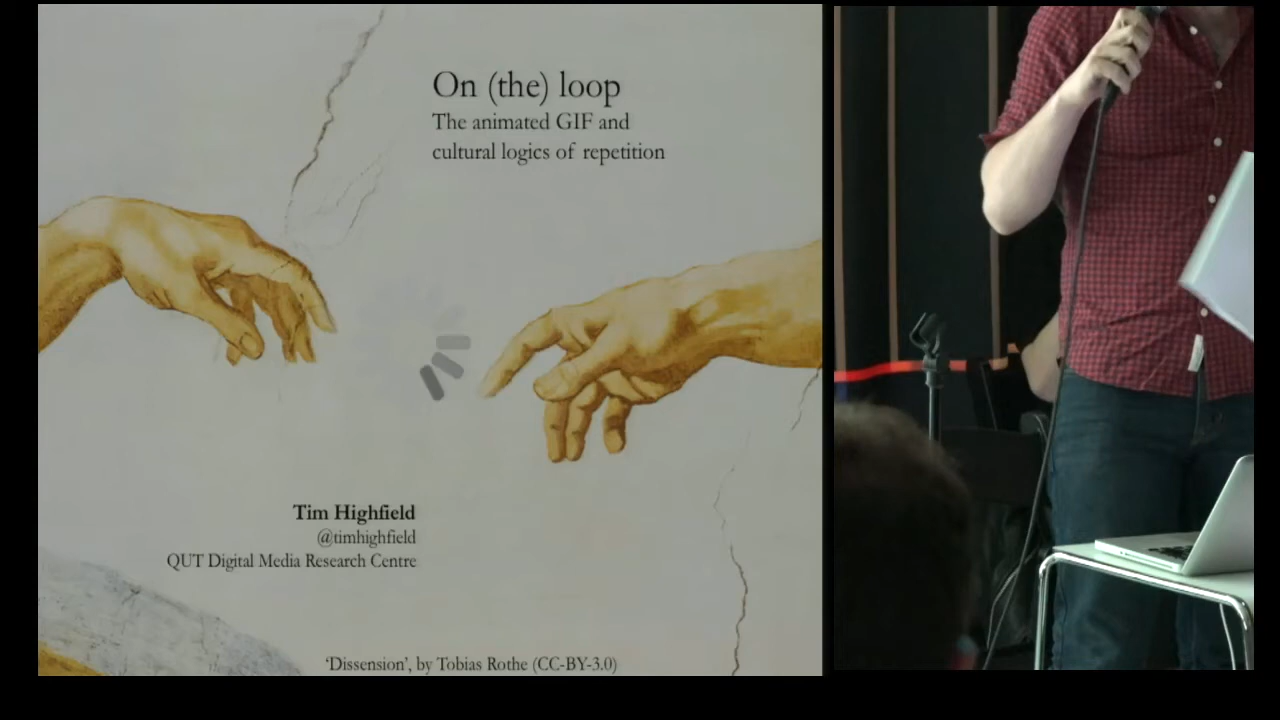 On (the) loop
The animated GIF and
cultural logics of repetition
Tim Highfield
@timhighfield
QUT Digital Media Research Centre
'Dissension', by Tobias Rothe (CC-BY-3.0)